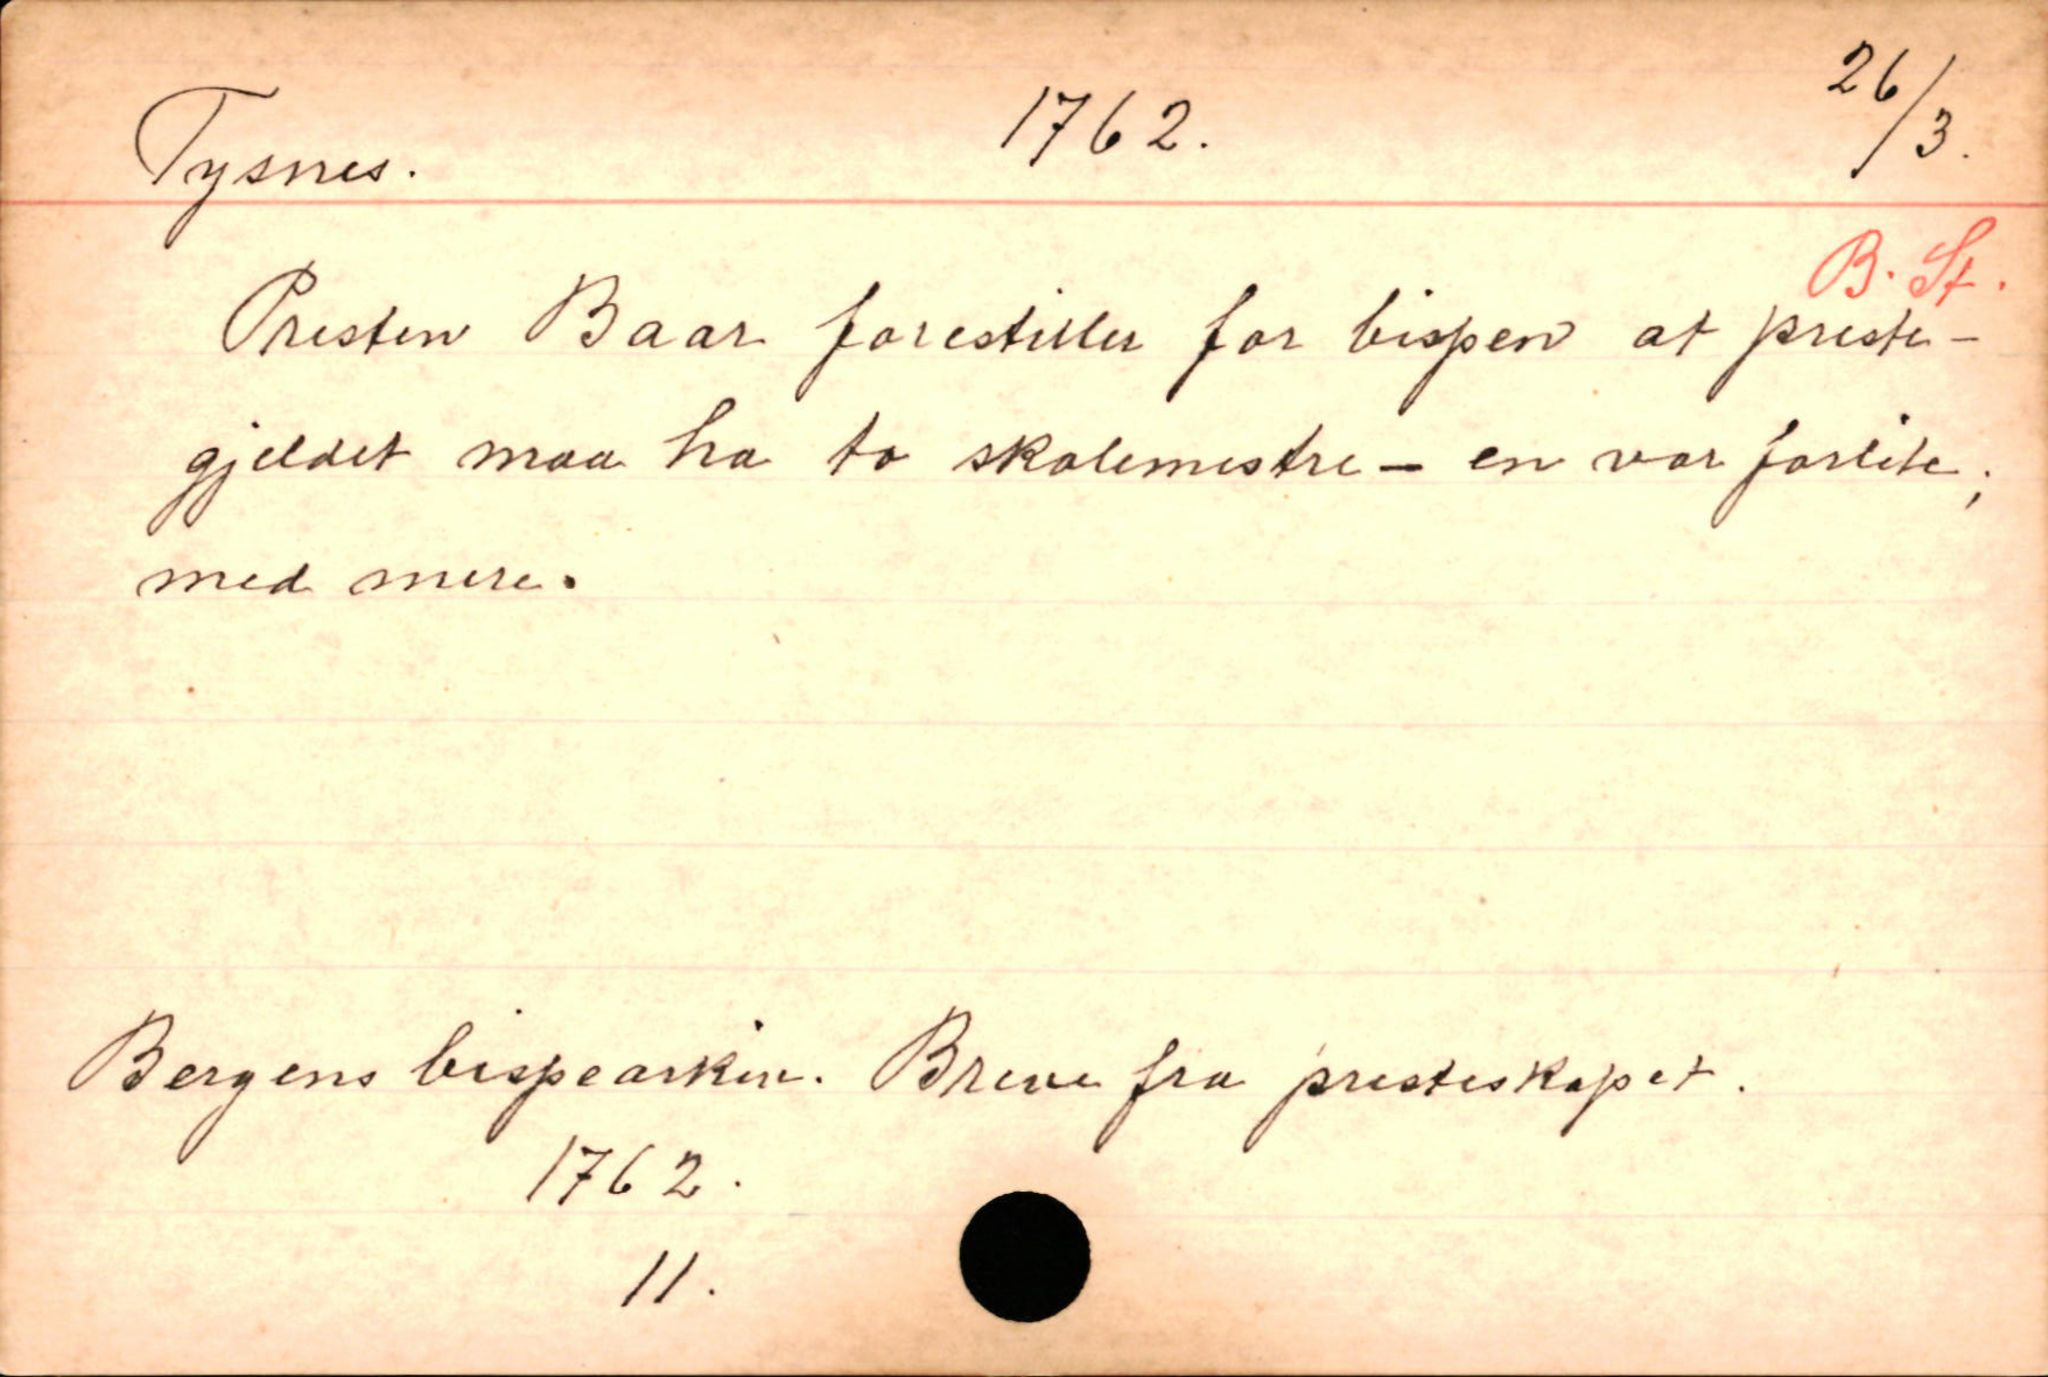 Tysnes. 1762. 26/3.
B. St.
Presten Baar forestiller for bispen at preste-
gjeldet maa ha to skolemestre - en var forlite;
med mere.
Bergens bispearkiv. Breve fra presteskapet.
1762.
11.